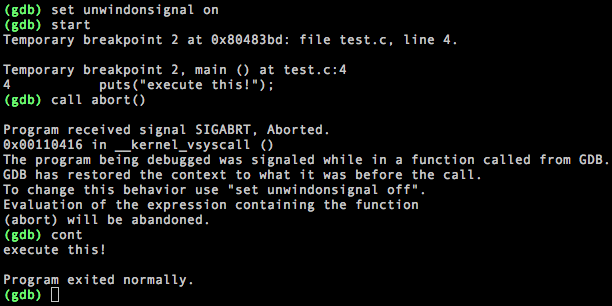 (gdb) set unwindonsignal on
(gdb) start
Temporary breakpoint 2 at 0x80483bd: file test.c, line 4.

Temporary breakpoint 2, main () at test.c:4
4           puts("execute this!");
(gdb) call abort()

Program received signal SIGABRT, Aborted.
0x00110416 in __kernel_vsyscall ()
The program being debugged was signaled while in a function called from GDB.
GDB has restored the context to what it was before the call.
To change this behavior use "set unwindonsignal off".
Evaluation of the expression containing the function
(abort) will be abandoned.
(gdb) cont
execute this!

Program exited normally.
(gdb)